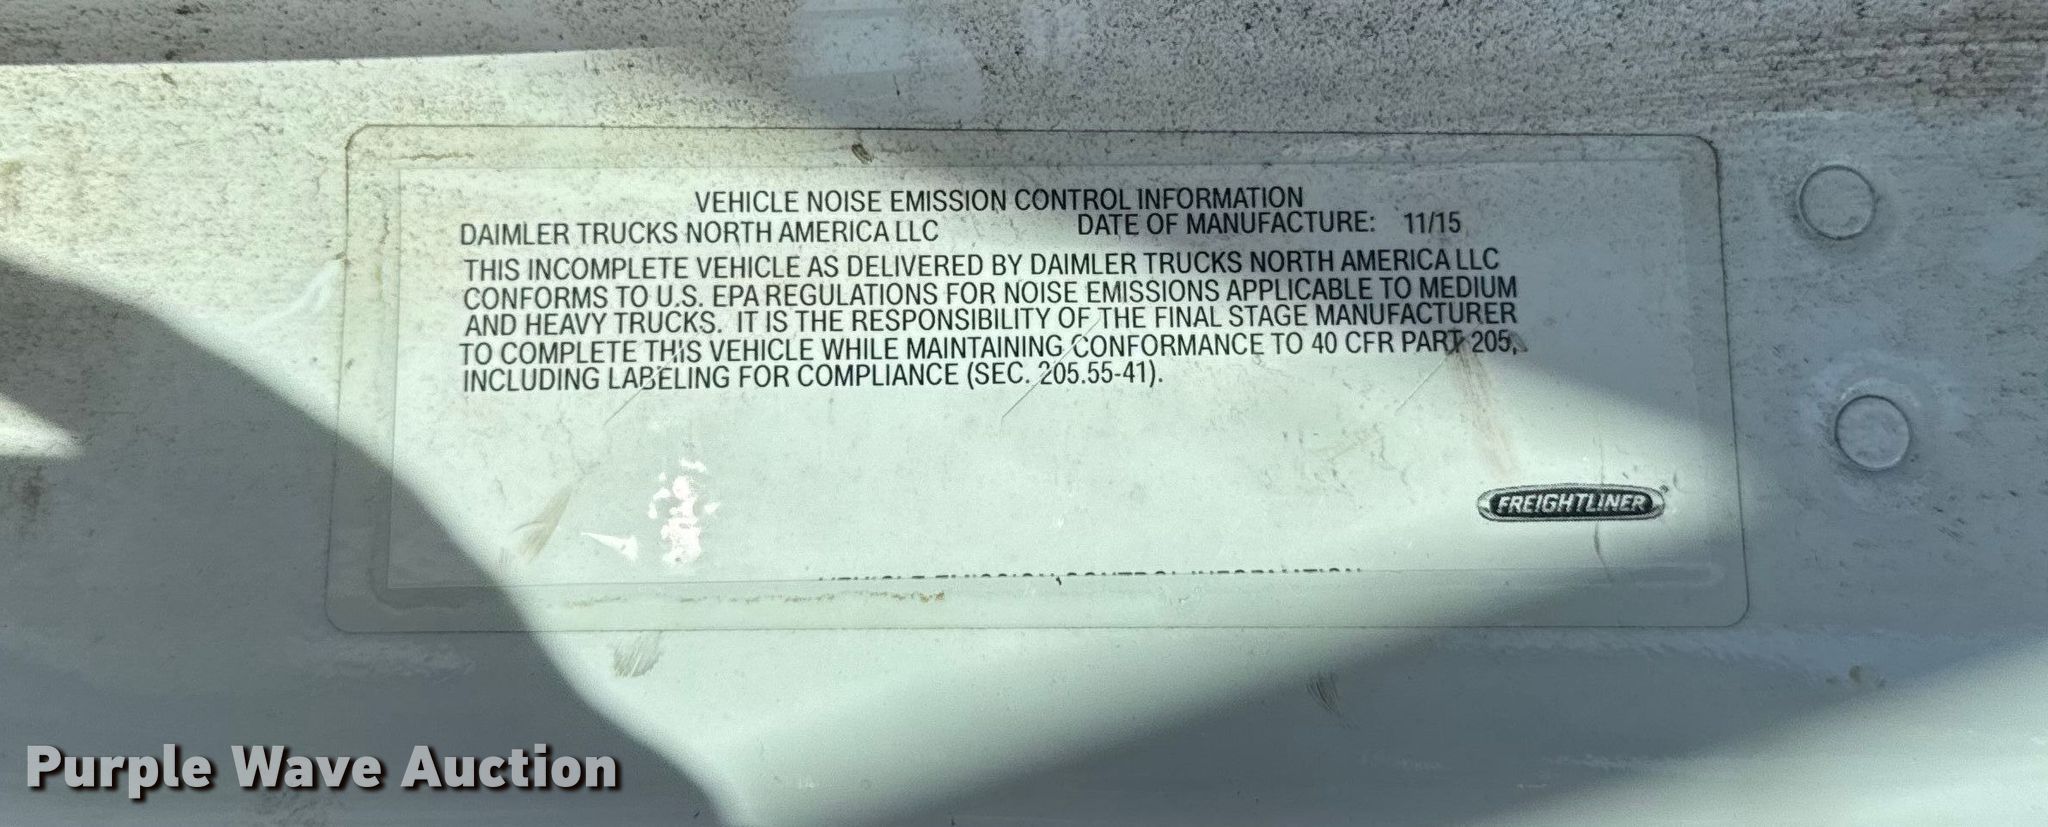 VEHICLE NOISE EMISSION CONTROL INFORMATION
DAIMLER TRUCKS NORTH AMERICA LLC DATE OF MANUFACTURE: 11/15
THIS INCOMPLETE VEHICLE AS DELIVERED BY DAIMLER TRUCKS NORTH AMERICA LLC
CONFORMS TO U.S. EPA REGULATIONS FOR NOISE EMISSIONS APPLICABLE TO MEDIUM
AND HEAVY TRUCKS. IT IS THE RESPONSIBILITY OF THE FINAL STAGE MANUFACTURER
TO COMPLETE THIS VEHICLE WHILE MAINTAINING CONFORMANCE TO 40 CFR PART 205,
INCLUDING LABELING FOR COMPLIANCE (SEC. 205.55-41).
FREIGHTLINER
Purple Wave Auction